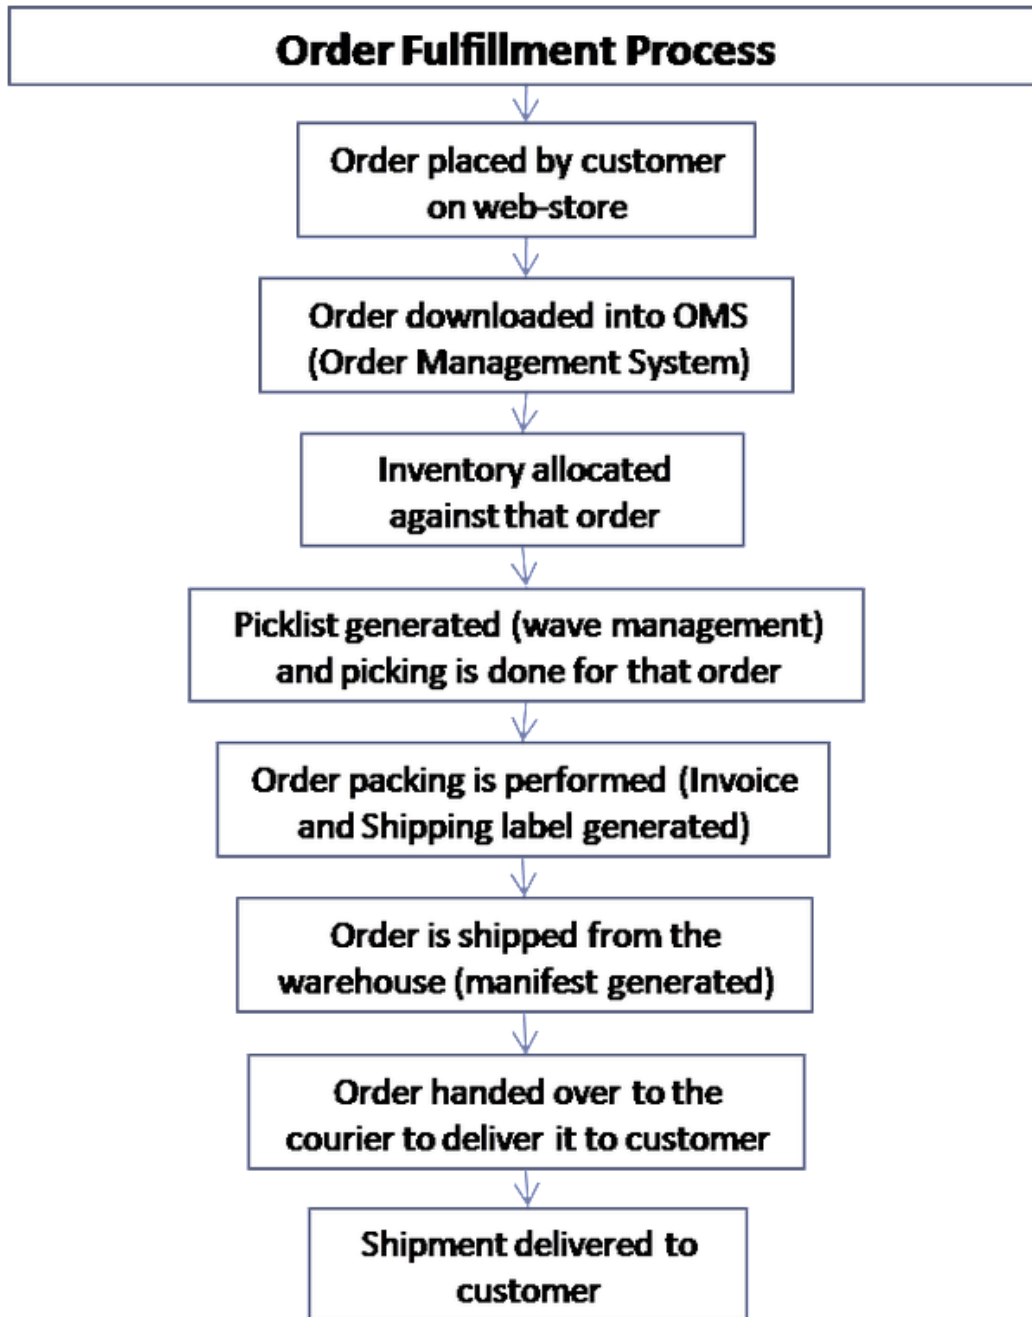 Order Fulfillment Process
Order placed by customer
on web-store
Order downloaded into OMS
(Order Management System)
Inventory allocated
against that order
Picklist generated (wave management)
and picking is done for that order
Order packing is performed (Invoice
and Shipping label generated)
Order is shipped from the
warehouse (manifest generated)
Order handed over to the
courier to deliver it to customer
Shipment delivered to
customer